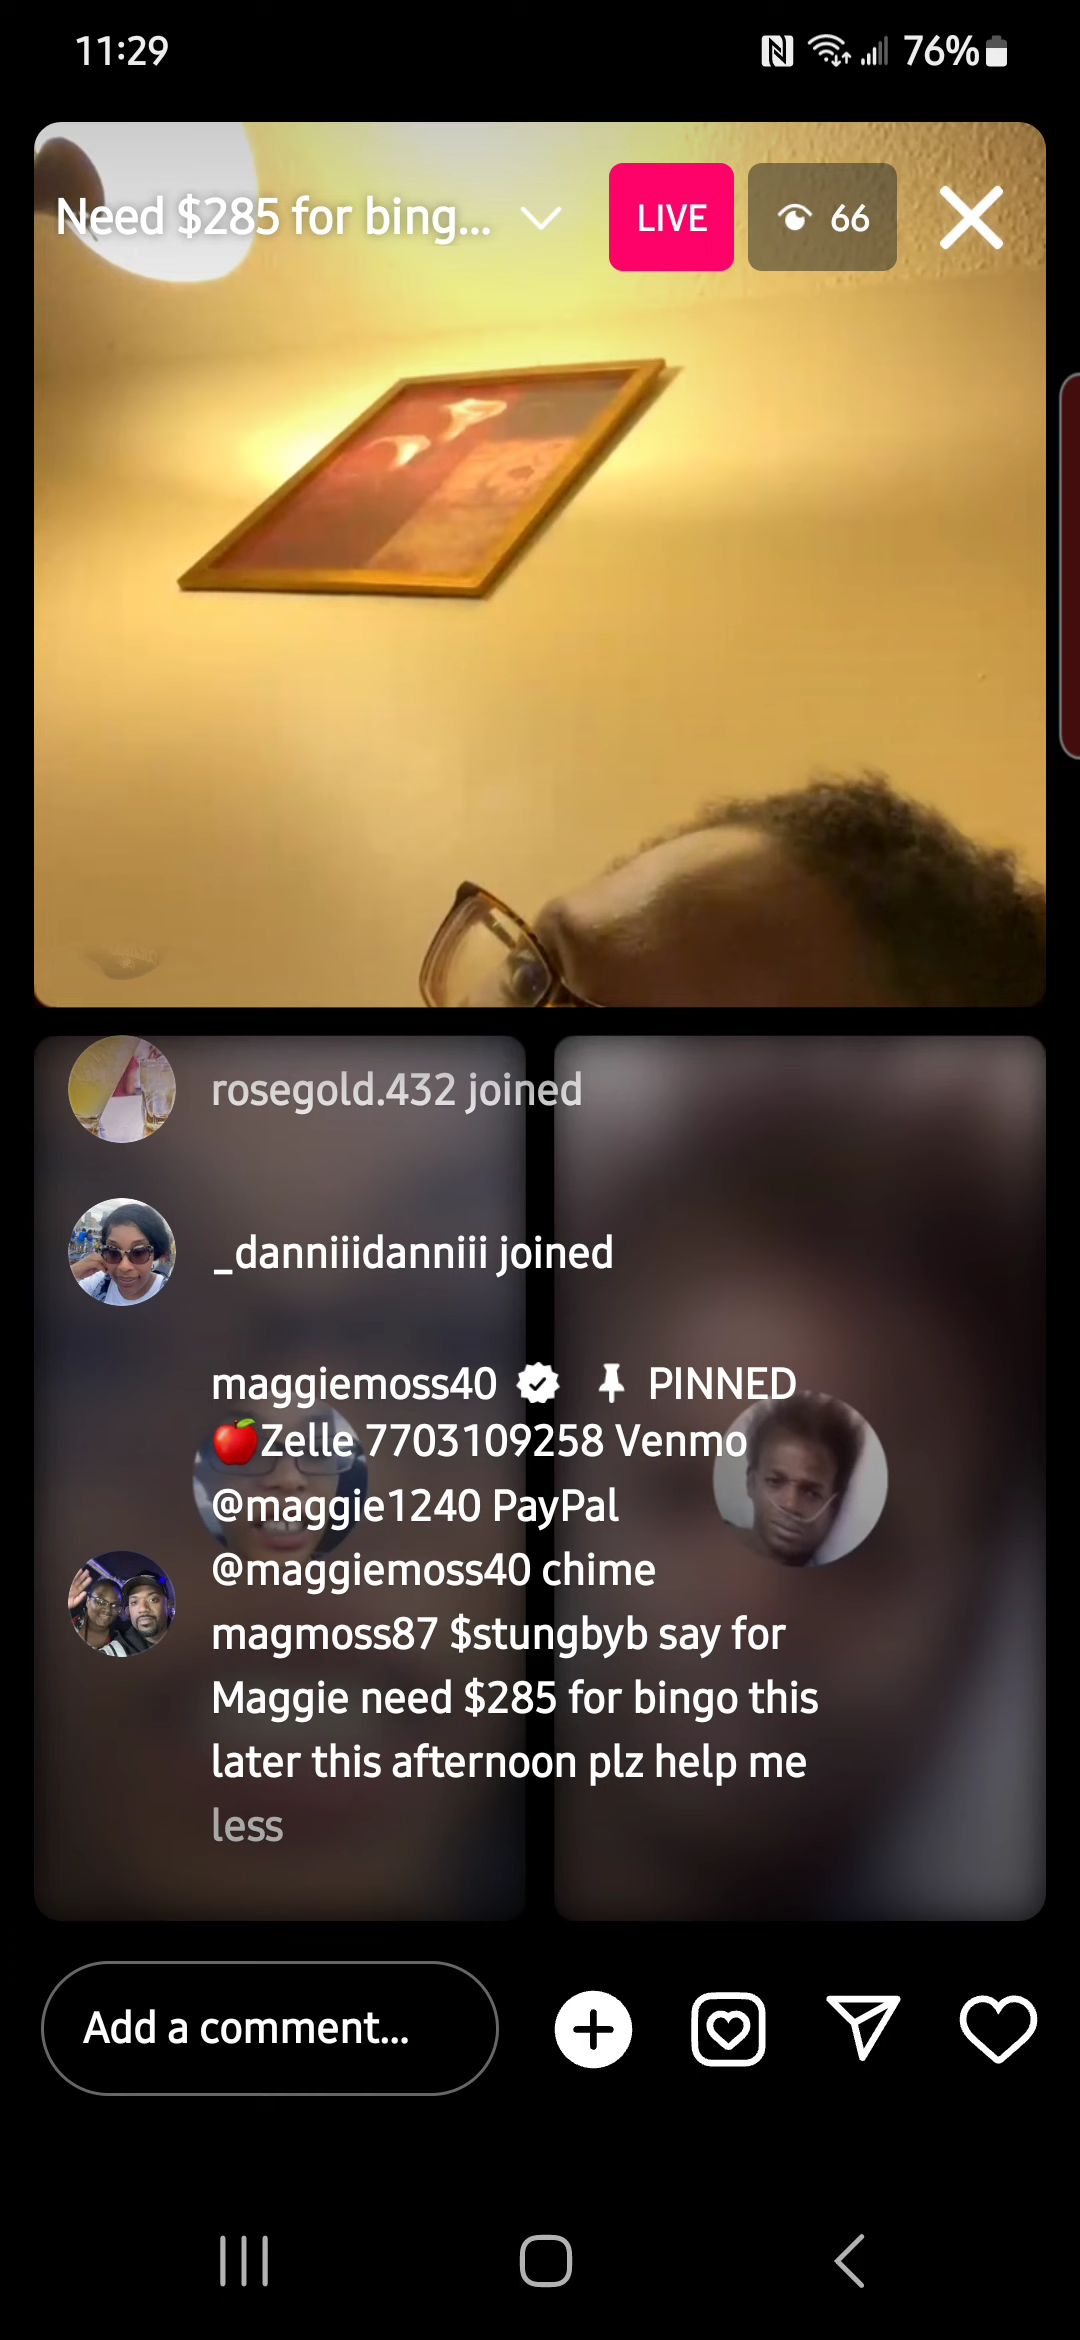 11:29
76%
Need $285 for bing...
LIVE
66
rosegold.432 joined
_danniiidanniii joined
maggiemoss40 PINNED
🍎Zelle 7703109258 Venmo
@maggie1240 PayPal
@maggiemoss40 chime
magmoss87 $stungbyb say for
Maggie need $285 for bingo this
later this afternoon plz help me
less
Add a comment...